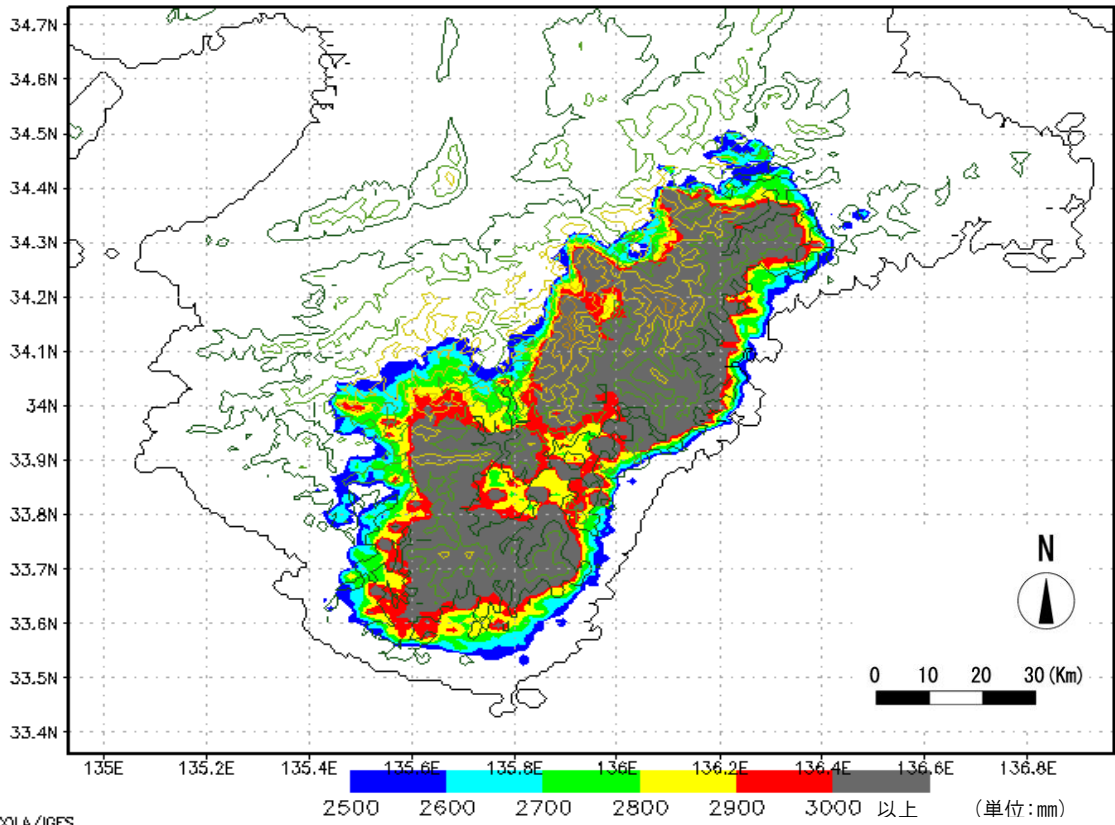 34.7N
34.6N
34.5N
34.4N
34.3N
34.2N
34.1N
34N
33.9N
33.8N
33.7N
33.6N
33.5N
33.4N
N
0 10 20 30 (Km)
135E 135.2E 135.4E 135.6E 135.8E 136E 136.2E 136.4E 136.6E 136.8E
2500 2600 2700 2800 2900 3000 以上 (単位:㎜)
COLA/IGES